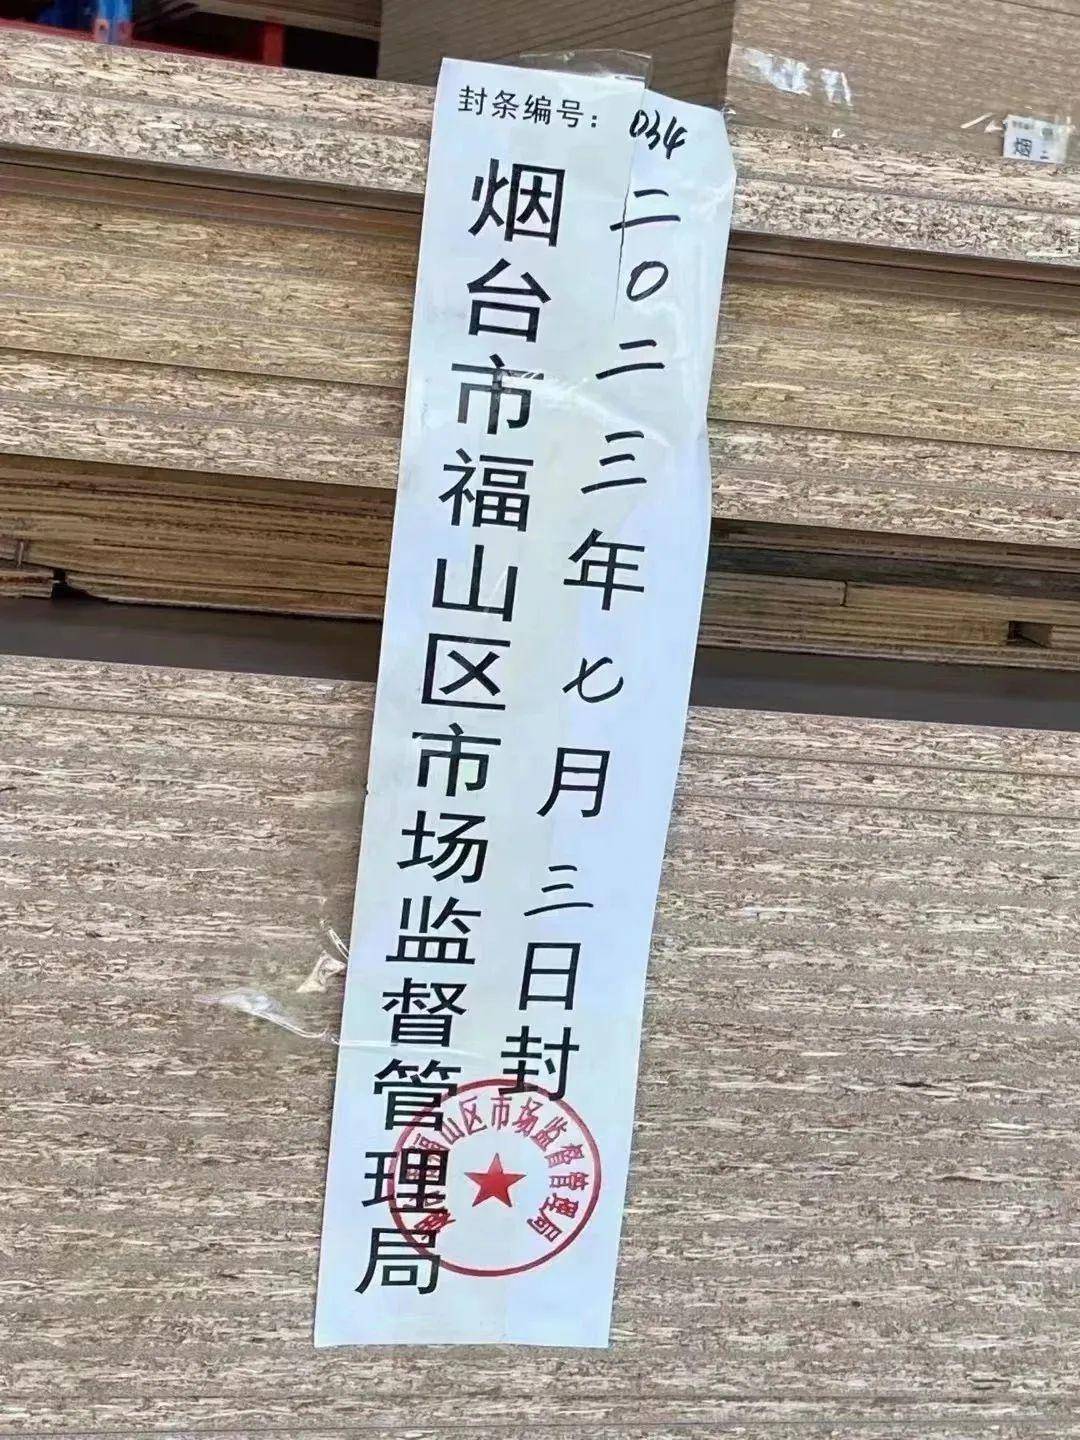 封条编号：034
烟台市福山区市场监督管理局
二〇二三年七月三日封
福山区市场监督管理局
烟